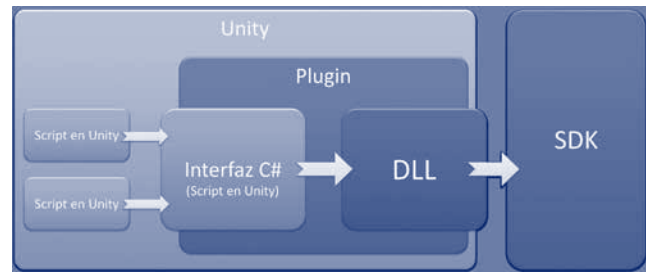 Unity
Plugin
Script en Unity
Script en Unity
Interfaz C#
(Script en Unity)
DLL
SDK